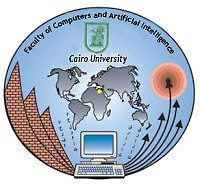 Faculty of Computers and Artificial Intelligence
Cairo University